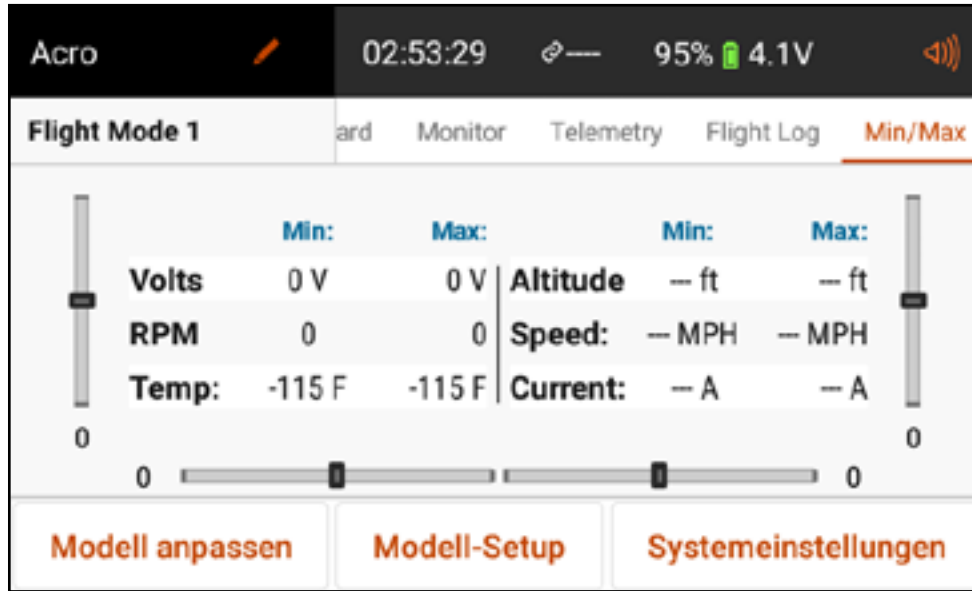 Acro 02:53:29 ---- 95% 4.1V
Flight Mode 1 ard Monitor Telemetry Flight Log Min/Max
Min: Max: Min: Max:
Volts 0 V 0 V Altitude --- ft --- ft
RPM 0 0 Speed: --- MPH --- MPH
Temp: -115 F -115 F Current: --- A --- A
0 0
0 0
Modell anpassen Modell-Setup Systemeinstellungen